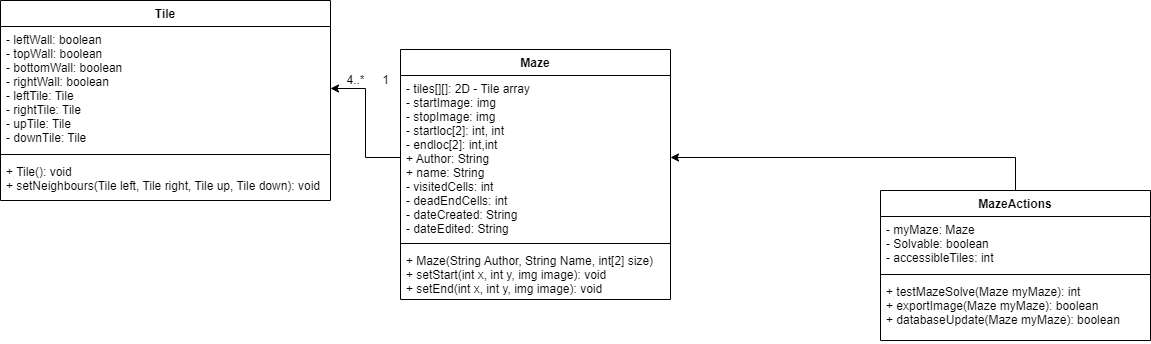 Tile
- leftWall: boolean
- topWall: boolean
- bottomWall: boolean
- rightWall: boolean
- leftTile: Tile
- rightTile: Tile
- upTile: Tile
- downTile: Tile
+ Tile(): void
+ setNeighbours(Tile left, Tile right, Tile up, Tile down): void
4..*
1
Maze
- tiles[][]: 2D - Tile array
- startImage: img
- stopImage: img
- startloc[2]: int, int
- endloc[2]: int,int
+ Author: String
+ name: String
- visitedCells: int
- deadEndCells: int
- dateCreated: String
- dateEdited: String
+ Maze(String Author, String Name, int[2] size)
+ setStart(int x, int y, img image): void
+ setEnd(int x, int y, img image): void
MazeActions
- myMaze: Maze
- Solvable: boolean
- accessibleTiles: int
+ testMazeSolve(Maze myMaze): int
+ exportImage(Maze myMaze): boolean
+ databaseUpdate(Maze myMaze): boolean